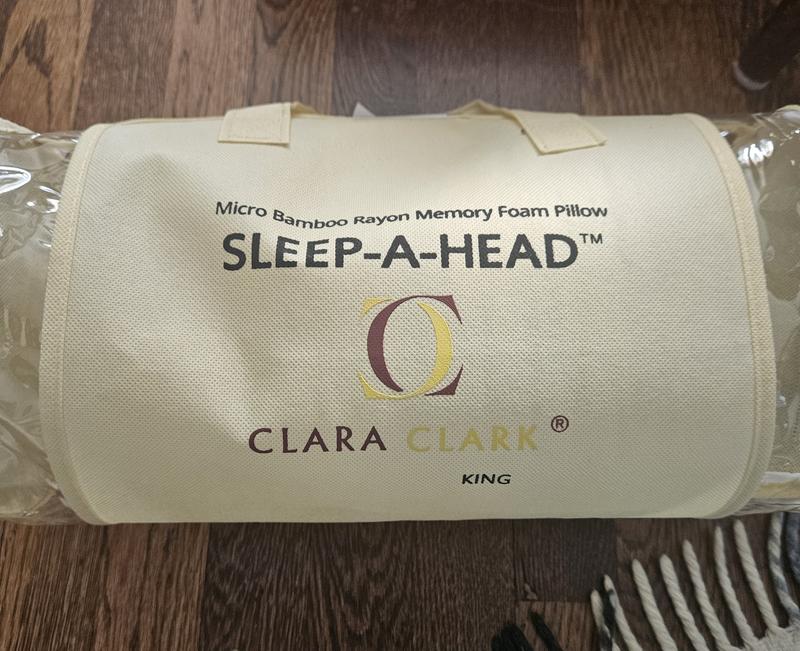 Micro Bamboo Rayon Memory Foam Pillow
SLEEP-A-HEAD™
CLARA CLARK®
KING